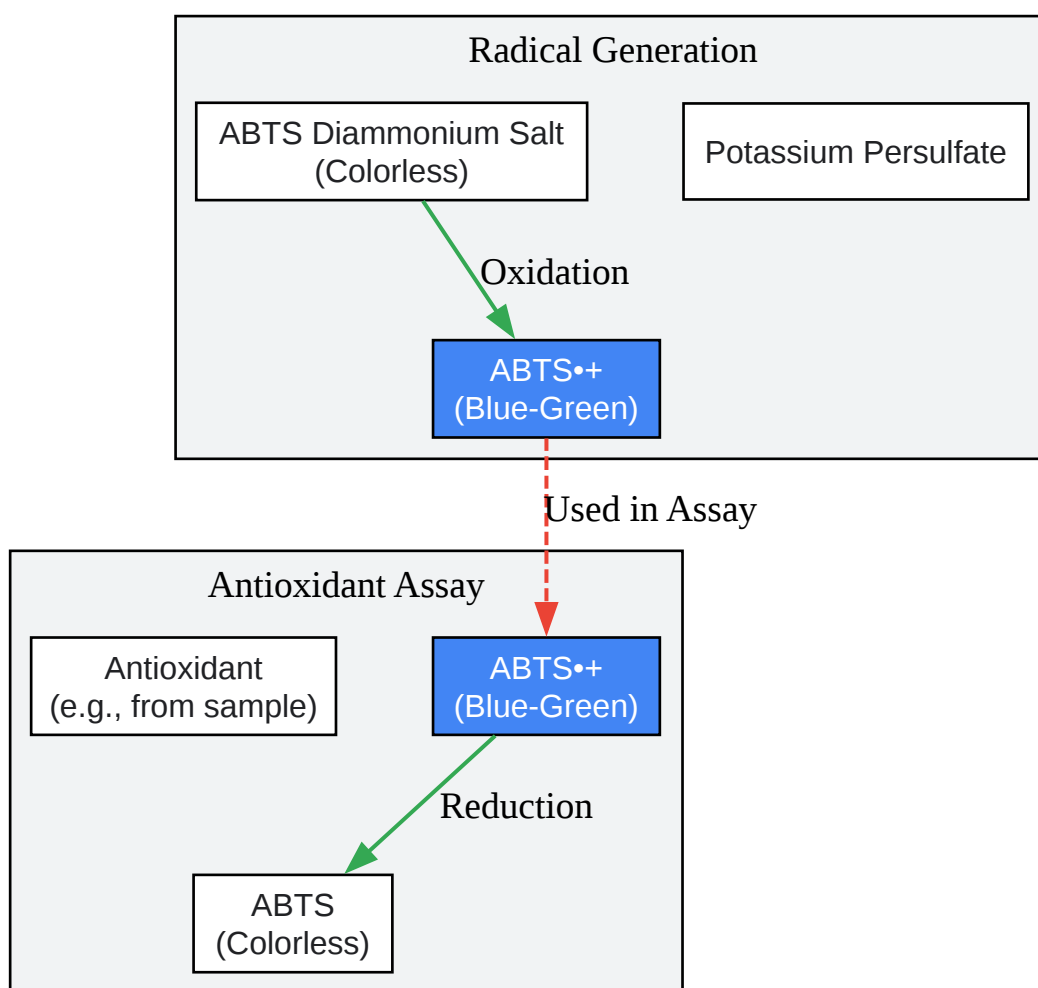 Radical Generation
ABTS Diammonium Salt
(Colorless)
Potassium Persulfate
Oxidation
ABTS•+
(Blue-Green)
Used in Assay
Antioxidant Assay
Antioxidant
(e.g., from sample)
ABTS•+
(Blue-Green)
Reduction
ABTS
(Colorless)